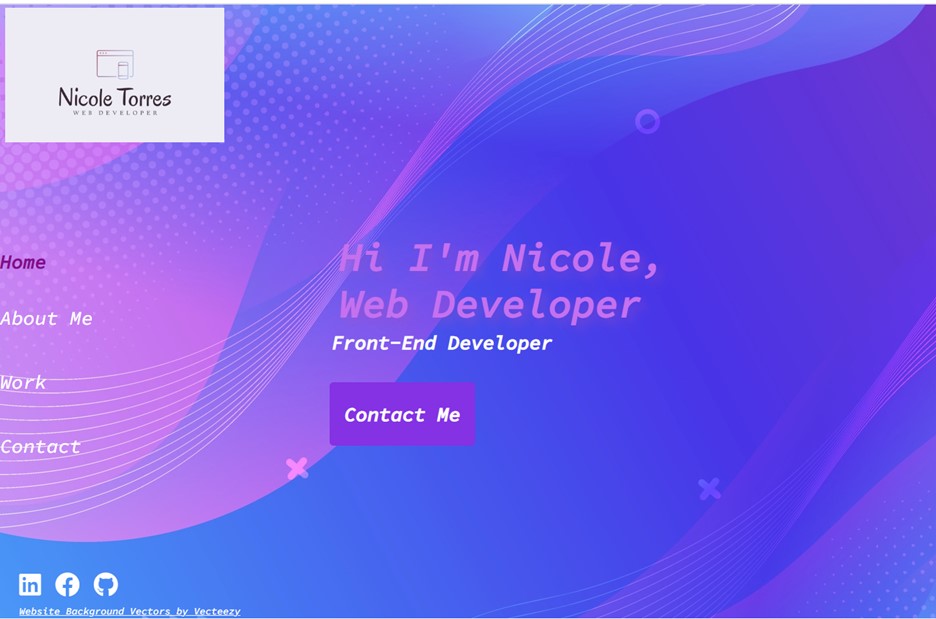 Nicole Torres
WEB DEVELOPER
Home
About Me
Work
Contact
Hi I'm Nicole,
Web Developer
Front-End Developer
Contact Me
in
Website Background Vectors by Vecteezy